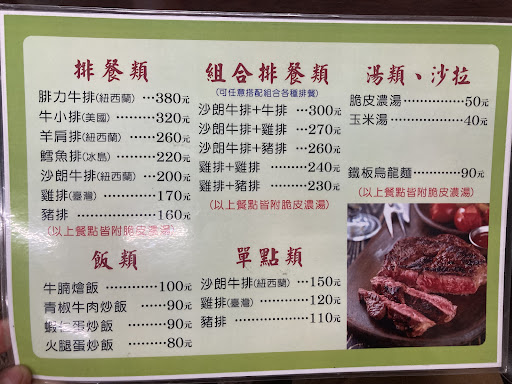 排餐類
腓力牛排(紐西蘭) …380元
牛小排(美國) ………320元
羊肩排(紐西蘭) ……260元
鱈魚排(冰島) ………220元
沙朗牛排(紐西蘭) …200元
雞排(臺灣) …………170元
豬排 …………………160元
(以上餐點皆附脆皮濃湯)
飯類
牛腩燴飯 …………100元
青椒牛肉炒飯 ………90元
蝦仁蛋炒飯 …………90元
火腿蛋炒飯 …………80元
組合排餐類
(可任意搭配組合各種排餐)
沙朗牛排+牛排 …300元
沙朗牛排+雞排 …270元
沙朗牛排+豬排 …260元
雞排+雞排 ………240元
雞排+豬排 ………230元
(以上餐點皆附脆皮濃湯)
單點類
沙朗牛排(紐西蘭) …150元
雞排(臺灣) …………120元
豬排 …………………110元
湯類、沙拉
脆皮濃湯 ……………50元
玉米湯 ………………40元
鐵板烏龍麵 …………90元
(以上餐點皆附脆皮濃湯)